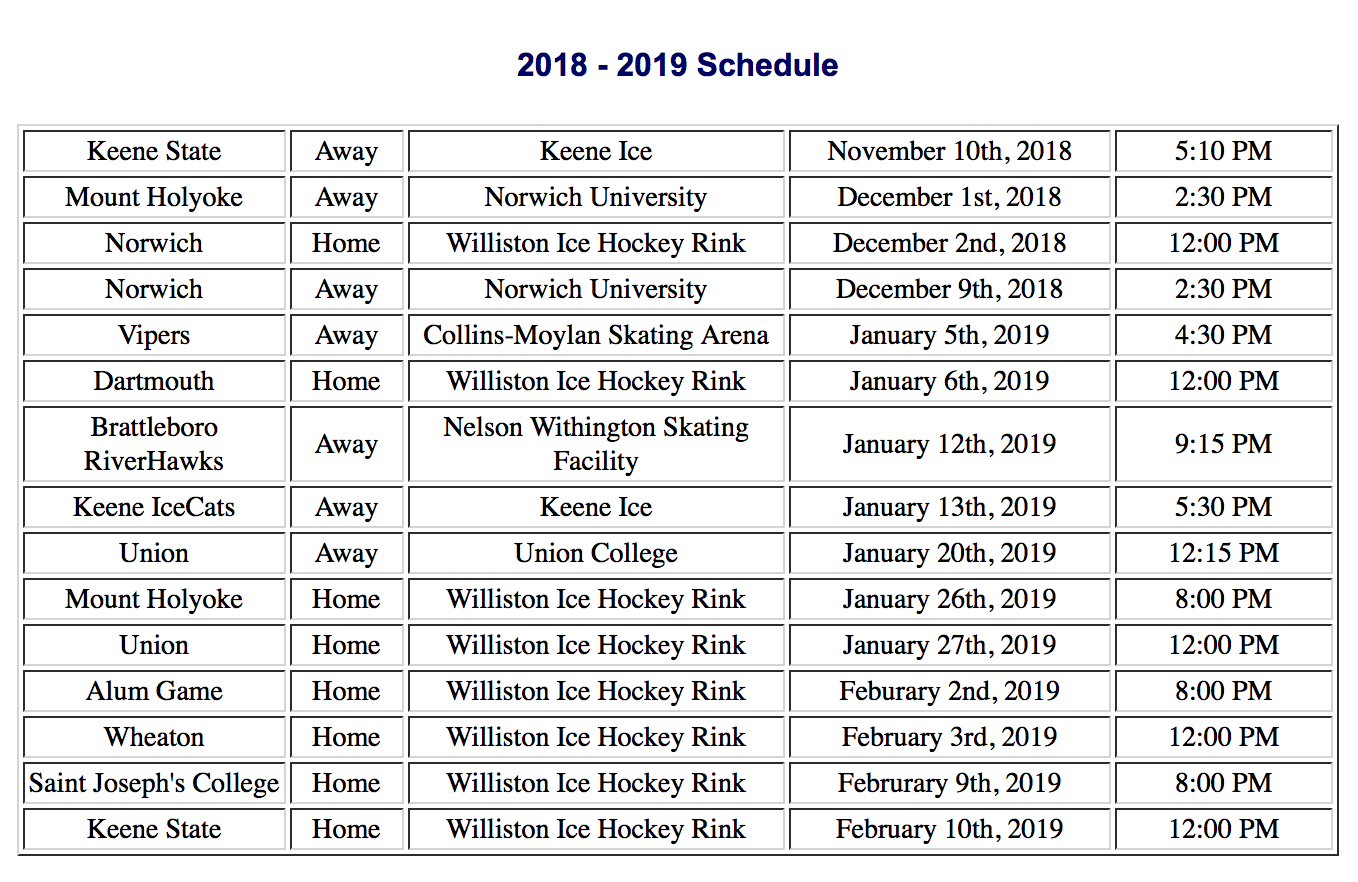 2018 - 2019 Schedule
Keene State Away Keene Ice November 10th, 2018 5:10 PM
Mount Holyoke Away Norwich University December 1st, 2018 2:30 PM
Norwich Home Williston Ice Hockey Rink December 2nd, 2018 12:00 PM
Norwich Away Norwich University December 9th, 2018 2:30 PM
Vipers Away Collins-Moylan Skating Arena January 5th, 2019 4:30 PM
Dartmouth Home Williston Ice Hockey Rink January 6th, 2019 12:00 PM
Brattleboro
RiverHawks Away Nelson Withington Skating
Facility January 12th, 2019 9:15 PM
Keene IceCats Away Keene Ice January 13th, 2019 5:30 PM
Union Away Union College January 20th, 2019 12:15 PM
Mount Holyoke Home Williston Ice Hockey Rink January 26th, 2019 8:00 PM
Union Home Williston Ice Hockey Rink January 27th, 2019 12:00 PM
Alum Game Home Williston Ice Hockey Rink Feburary 2nd, 2019 8:00 PM
Wheaton Home Williston Ice Hockey Rink February 3rd, 2019 12:00 PM
Saint Joseph's College Home Williston Ice Hockey Rink Februrary 9th, 2019 8:00 PM
Keene State Home Williston Ice Hockey Rink February 10th, 2019 12:00 PM